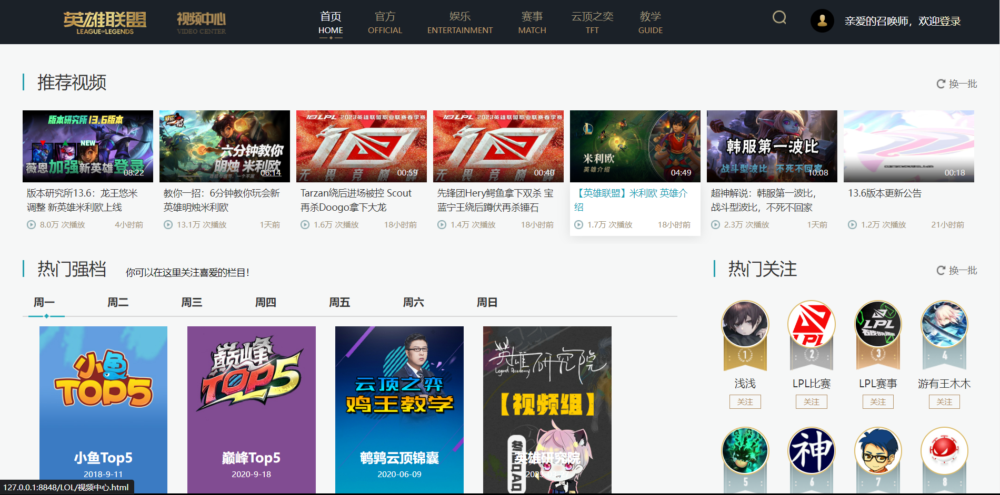 英雄联盟
LEAGUE OF LEGENDS
视频中心
VIDEO CENTER
首页
HOME
官方
OFFICIAL
娱乐
ENTERTAINMENT
赛事
MATCH
云顶之奕
TFT
教学
GUIDE
亲爱的召唤师，欢迎登录
推荐视频
换一批
版本研究所 13.6版本
NEW
薇恩加强新英雄登录
08:22
版本研究所13.6：龙王悠米
调整 新英雄米利欧上线
8.0万 次播放
4小时前
六分钟教你
明烛 米利欧
06:14
教你一招：6分钟教你玩会新
英雄明烛米利欧
13.1万 次播放
1天前
LPL 2023英雄联盟职业联赛春季赛
无畏竞巅峰
00:59
Tarzan绕后进场被控 Scout
再杀Doogo拿下大龙
1.6万 次播放
18小时前
LPL 2023英雄联盟职业联赛春季赛
无畏竞巅峰
00:40
先锋团Hery鳄鱼拿下双杀 宝
蓝宁王绕后蹲伏再杀锤石
1.4万 次播放
18小时前
米利欧
英雄介绍
04:49
【英雄联盟】米利欧 英雄介
绍
1.7万 次播放
18小时前
韩服第一波比
战斗型波比 不死不回家
10:08
超神解说：韩服第一波比，
战斗型波比，不死不回家
2.3万 次播放
1天前
00:18
13.6版本更新公告
1.2万 次播放
21小时前
热门强档
你可以在这里关注喜爱的栏目！
周一
周二
周三
周四
周五
周六
周日
小鱼
TOP5
小鱼Top5
2018-9-11
巅峰
TOP5
巅峰Top5
2020-9-18
云顶之弈
鸡王教学
鹌鹑云顶锦囊
2020-06-09
英雄研究院
Legend Academy
【视频组】
英雄研究院
热门关注
换一批
1
浅浅
关注
LPL
2
LPL比赛
关注
LPL
3
LPL赛事
关注
4
游有王木木
关注
5
神
6
7
8
127.0.0.1:8848/LOL/视频中心.html